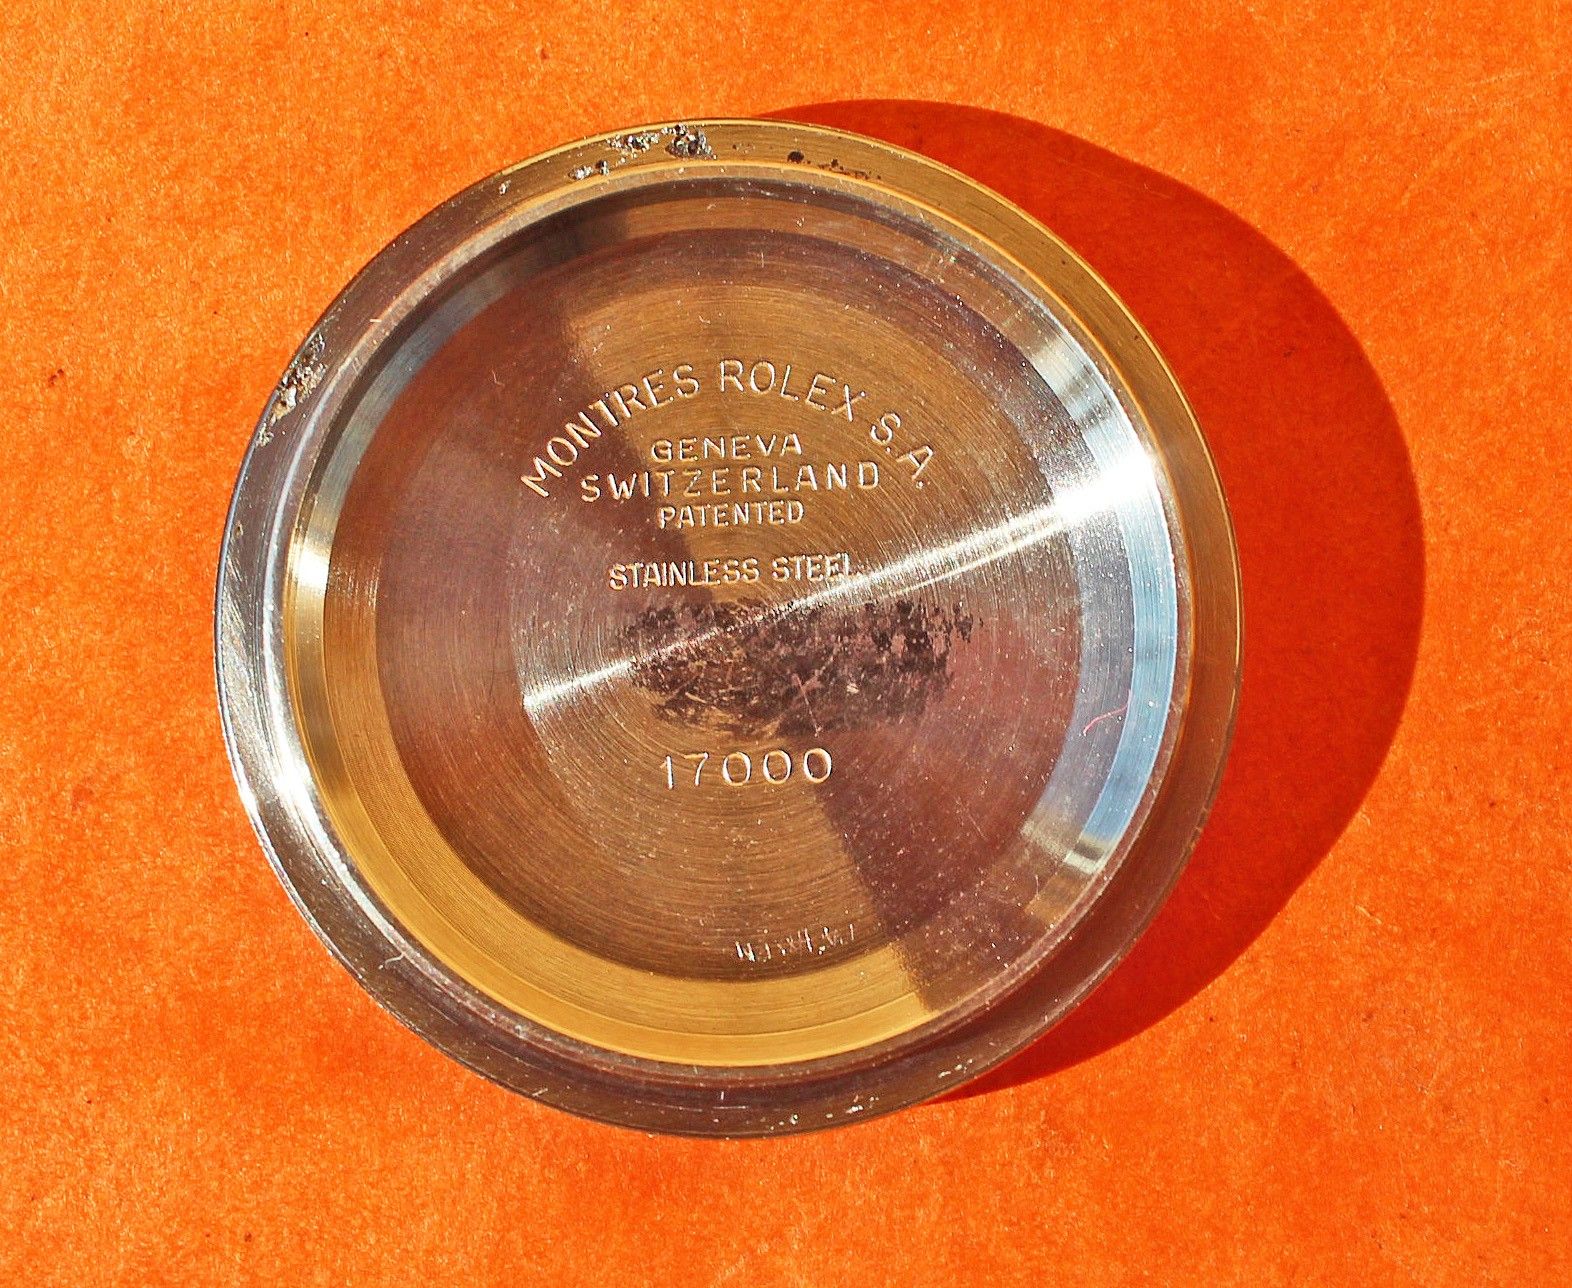 MONTRES ROLEX S.A.
GENEVA
SWITZERLAND
PATENTED
STAINLESS STEEL
17000